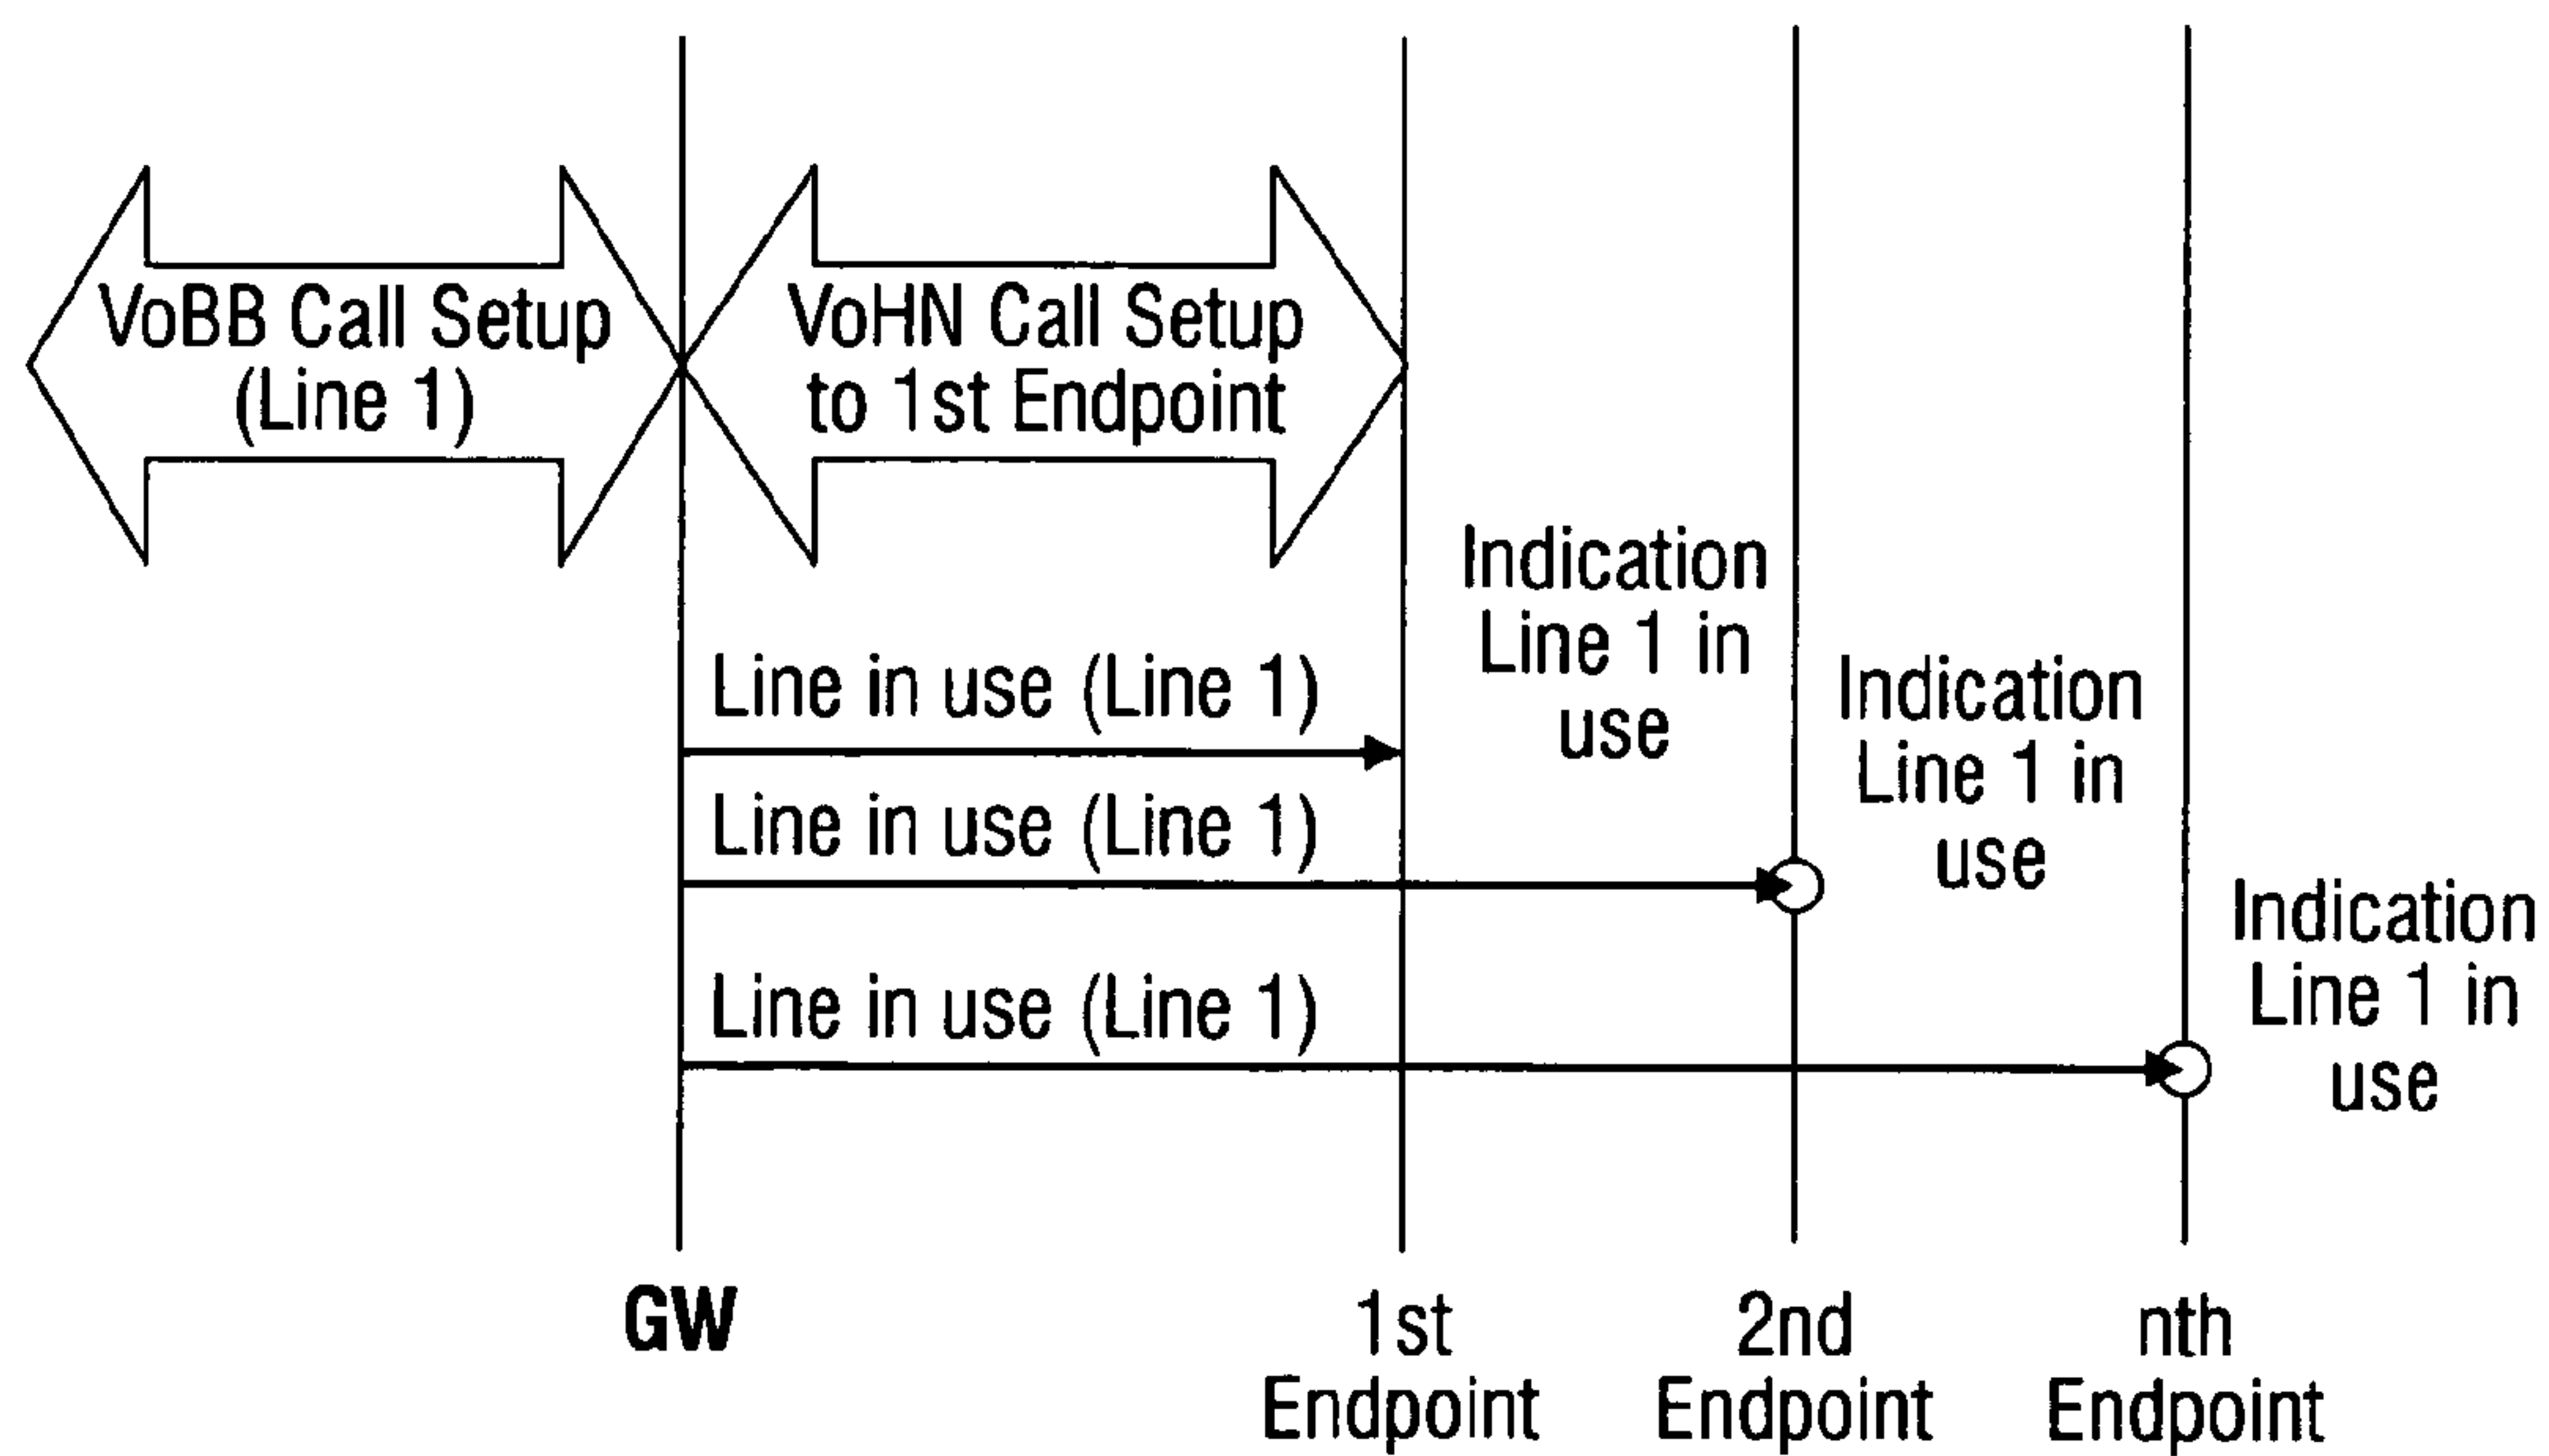 VoBB Call Setup
(Line 1)
VoHN Call Setup
to 1st Endpoint
Indication
Line 1 in
use
Line in use (Line 1)
Indication
Line 1 in
use
Line in use (Line 1)
Indication
Line 1 in
use
Line in use (Line 1)
GW
1st
Endpoint
2nd
Endpoint
nth
Endpoint